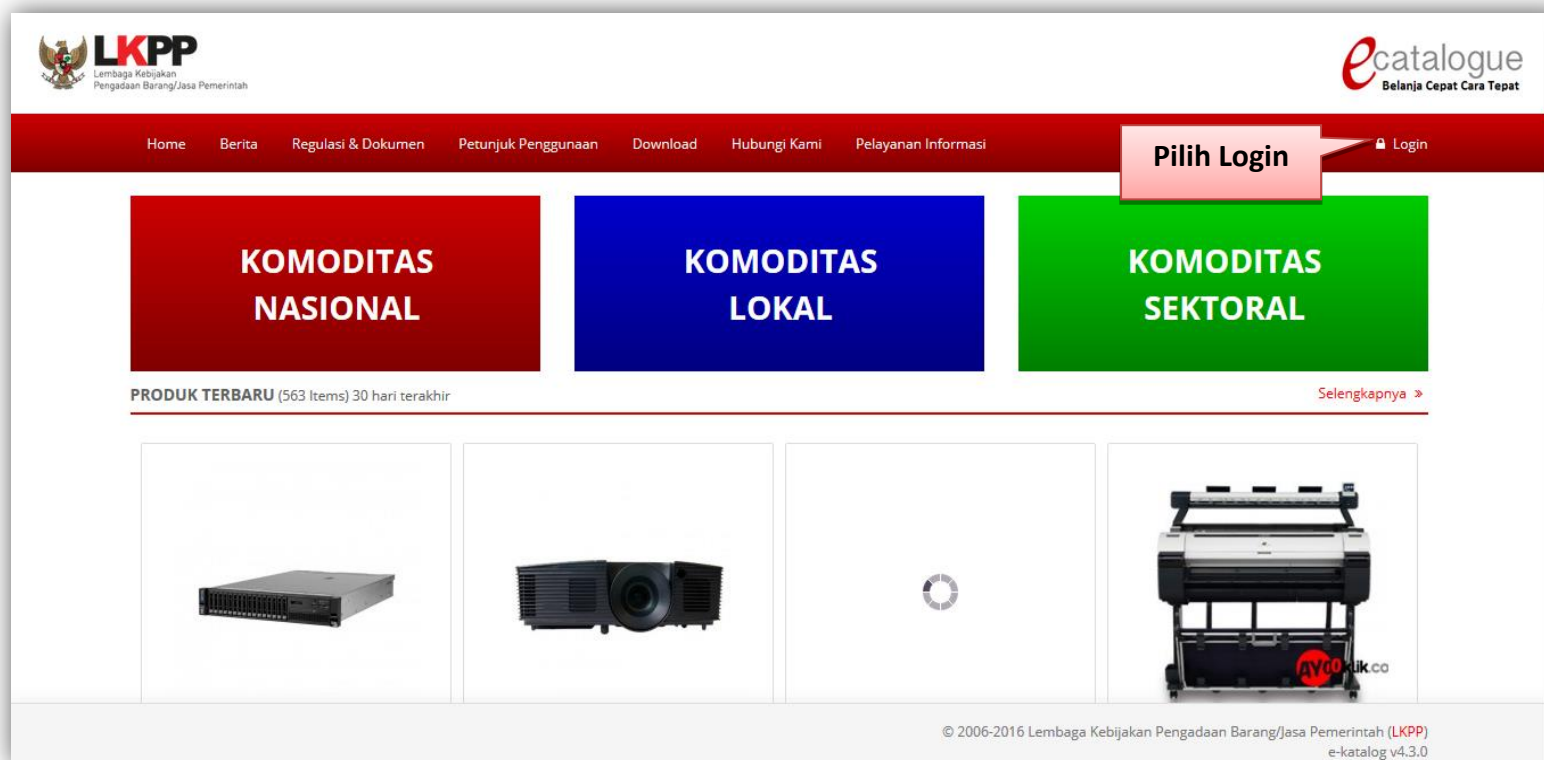 LKPP
Lembaga Kebijakan
Pengadaan Barang/Jasa Pemerintah
ecatalogue
Belanja Cepat Cara Tepat
Home Berita Regulasi & Dokumen Petunjuk Penggunaan Download Hubungi Kami Pelayanan Informasi Login
Pilih Login
KOMODITAS
NASIONAL
KOMODITAS
LOKAL
KOMODITAS
SEKTORAL
PRODUK TERBARU (563 Items) 30 hari terakhir
Selengkapnya »
AYOOklik.co
© 2006-2016 Lembaga Kebijakan Pengadaan Barang/Jasa Pemerintah (LKPP)
e-katalog v4.3.0